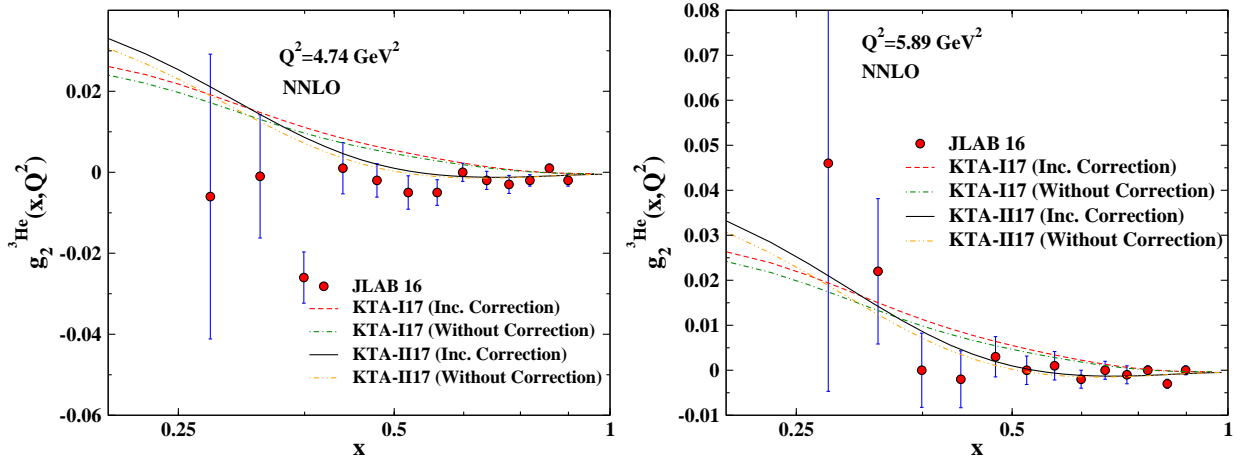 Q²=4.74 GeV²
NNLO
g₂³He(x,Q²)
0.02
0
-0.02
-0.04
-0.06
JLAB 16
KTA-I17 (Inc. Correction)
KTA-I17 (Without Correction)
KTA-II17 (Inc. Correction)
KTA-II17 (Without Correction)
0.25
0.5
1
x
Q²=5.89 GeV²
NNLO
g₂³He(x,Q²)
0.08
0.07
0.06
0.05
0.04
0.03
0.02
0.01
0
-0.01
JLAB 16
KTA-I17 (Inc. Correction)
KTA-I17 (Without Correction)
KTA-II17 (Inc. Correction)
KTA-II17 (Without Correction)
0.25
0.5
1
x